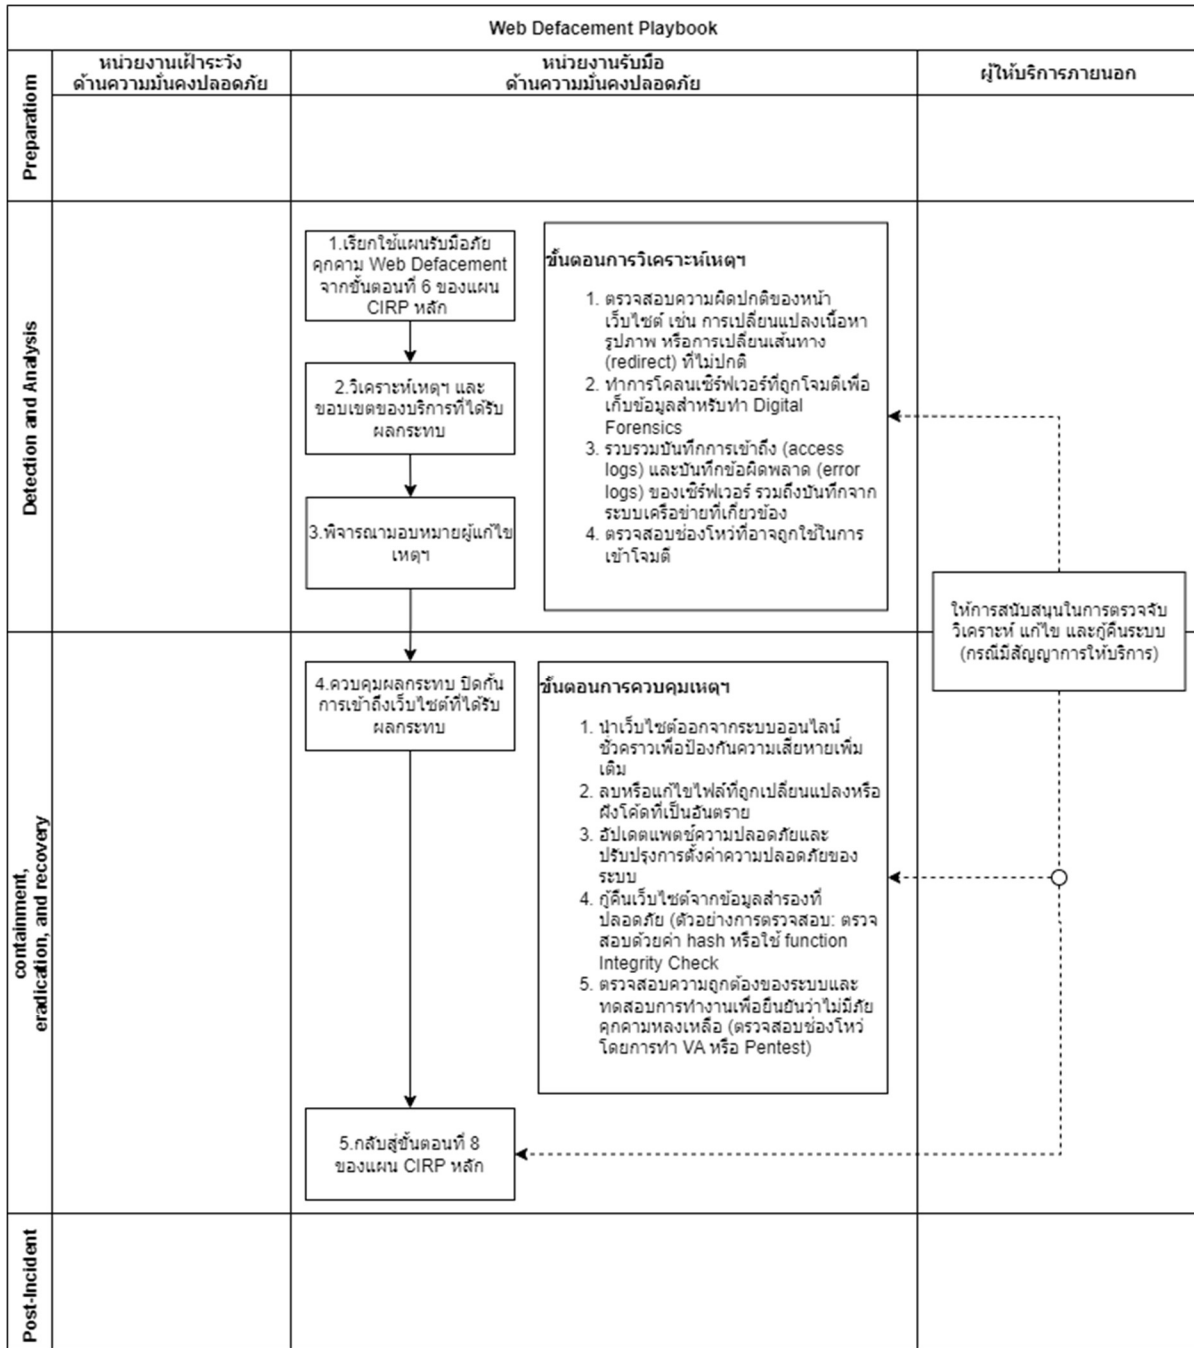 Web Defacement Playbook
หน่วยงานเฝ้าระวัง
ด้านความมั่นคงปลอดภัย
หน่วยงานรับมือ
ด้านความมั่นคงปลอดภัย
ผู้ให้บริการภายนอก
Preparatiom
Detection and Analysis
1.เรียกใช้แผนรับมือภัย
คุกคาม Web Defacement
จากขั้นตอนที่ 6 ของแผน
CIRP หลัก
2.วิเคราะห์เหตุฯ และ
ขอบเขตของบริการที่ได้รับ
ผลกระทบ
3.พิจารณามอบหมายผู้แก้ไข
เหตุฯ
ขั้นตอนการวิเคราะห์เหตุฯ
1. ตรวจสอบความผิดปกติของหน้า
เว็บไซต์ เช่น การเปลี่ยนแปลงเนื้อหา
รูปภาพ หรือการเปลี่ยนเส้นทาง
(redirect) ที่ไม่ปกติ
2. ทำการโคลนเซิร์ฟเวอร์ที่ถูกโจมตีเพื่อ
เก็บข้อมูลสำหรับทำ Digital
Forensics
3. รวบรวมบันทึกการเข้าถึง (access
logs) และบันทึกข้อผิดพลาด (error
logs) ของเซิร์ฟเวอร์ รวมถึงบันทึกจาก
ระบบเครือข่ายที่เกี่ยวข้อง
4. ตรวจสอบช่องโหว่ที่อาจถูกใช้ในการ
เข้าโจมตี
ให้การสนับสนุนในการตรวจจับ
วิเคราะห์ แก้ไข และกู้คืนระบบ
(กรณีมีสัญญาการให้บริการ)
containment,
eradication, and recovery
4.ควบคุมผลกระทบ ปิดกั้น
การเข้าถึงเว็บไซต์ที่ได้รับ
ผลกระทบ
ขั้นตอนการควบคุมเหตุฯ
1. นำเว็บไซต์ออกจากระบบออนไลน์
ชั่วคราวเพื่อป้องกันความเสียหายเพิ่ม
เติม
2. ลบหรือแก้ไขไฟล์ที่ถูกเปลี่ยนแปลงหรือ
ฝังโค้ดที่เป็นอันตราย
3. อัปเดตแพตช์ความปลอดภัยและ
ปรับปรุงการตั้งค่าความปลอดภัยของ
ระบบ
4. กู้คืนเว็บไซต์จากข้อมูลสำรองที่
ปลอดภัย (ตัวอย่างการตรวจสอบ: ตรวจ
สอบด้วยค่า hash หรือใช้ function
Integrity Check
5. ตรวจสอบความถูกต้องของระบบและ
ทดสอบการทำงานเพื่อยืนยันว่าไม่มีภัย
คุกคามหลงเหลือ (ตรวจสอบช่องโหว่
โดยการทำ VA หรือ Pentest)
5.กลับสู่ขั้นตอนที่ 8
ของแผน CIRP หลัก
Post-Incident